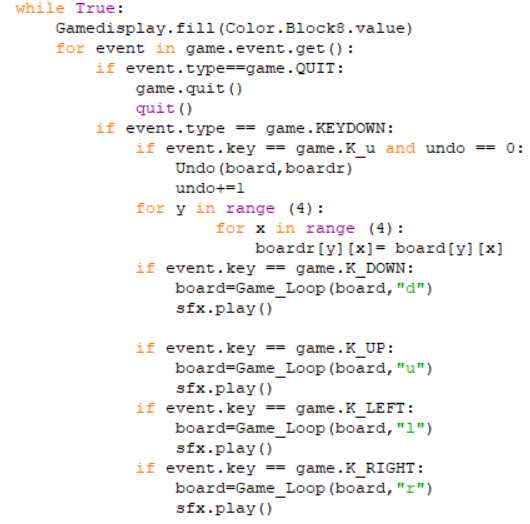 while True:
    Gamedisplay.fill(Color.Block8.value)
    for event in game.event.get():
        if event.type==game.QUIT:
            game.quit()
            quit()
        if event.type == game.KEYDOWN:
            if event.key == game.K_u and undo == 0:
                Undo(board,boardr)
                undo+=1
            for y in range (4):
                    for x in range (4):
                        boardr[y][x]= board[y][x]
            if event.key == game.K_DOWN:
                board=Game_Loop(board,"d")
                sfx.play()

            if event.key == game.K_UP:
                board=Game_Loop(board,"u")
                sfx.play()
            if event.key == game.K_LEFT:
                board=Game_Loop(board,"l")
                sfx.play()
            if event.key == game.K_RIGHT:
                board=Game_Loop(board,"r")
                sfx.play()